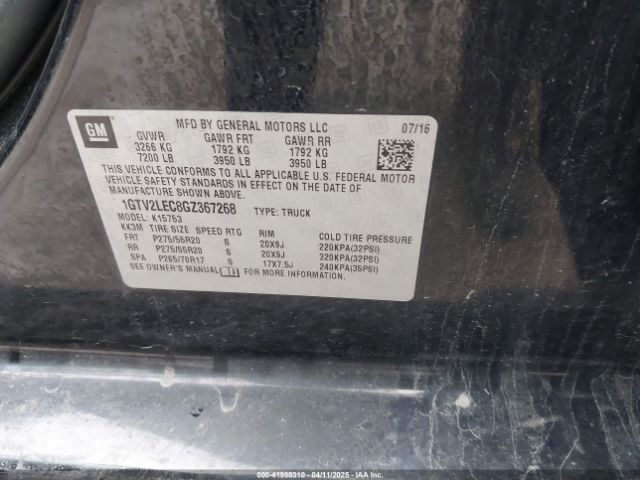 GM
MFD BY GENERAL MOTORS LLC 07/16
GVWR GAWR FRT GAWR RR
3266 KG 1792 KG 1792 KG
7200 LB 3950 LB 3950 LB
THIS VEHICLE CONFORMS TO ALL APPLICABLE U.S. FEDERAL MOTOR
VEHICLE SAFETY STANDARDS IN EFFECT ON THE DATE OF
MANUFACTURE SHOWN ABOVE.
1GTV2LEC8GZ367268 TYPE: TRUCK
MODEL: K15753
KK3M TIRE SIZE SPEED RTG RIM COLD TIRE PRESSURE
FRT P275/55R20 S 20X9J 220KPA(32PSI)
RR P275/55R20 S 20X9J 220KPA(32PSI)
SPA P265/70R17 S 17X7.5J 240KPA(35PSI)
SEE OWNER'S MANUAL FOR MORE INFORMATION.
000-41988310 - 04/11/2025 - IAAI.COM